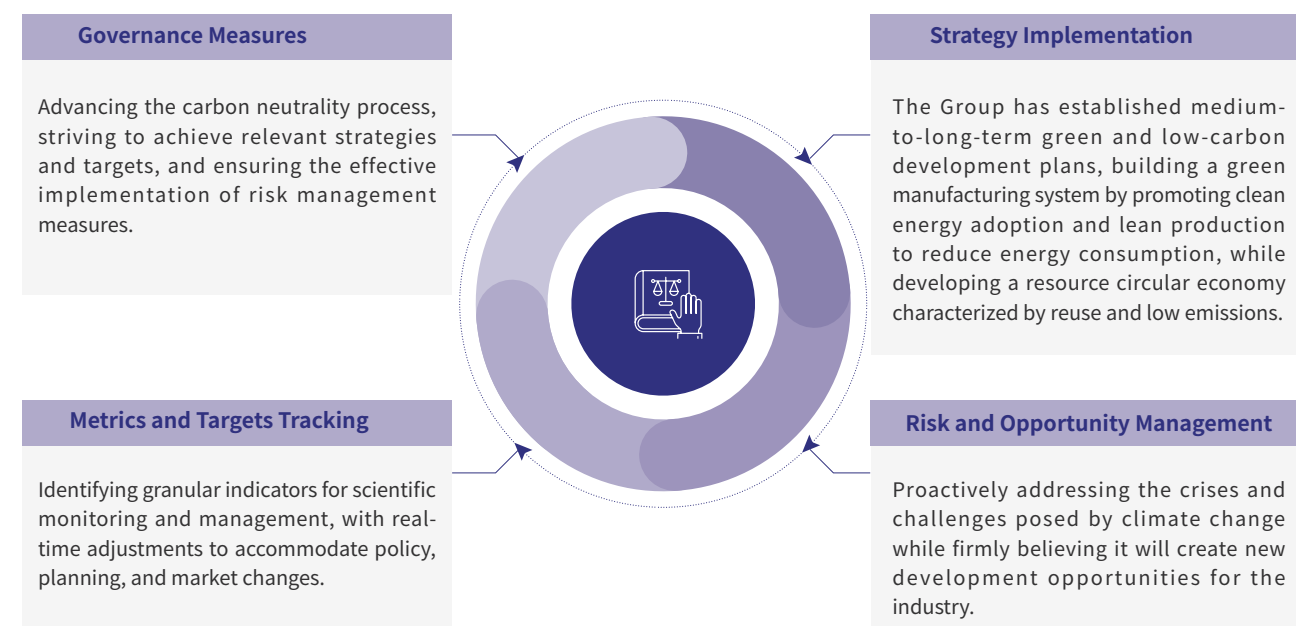 Governance Measures
Advancing the carbon neutrality process,
striving to achieve relevant strategies
and targets, and ensuring the effective
implementation of risk management
measures.
Strategy Implementation
The Group has established medium-
to-long-term green and low-carbon
development plans, building a green
manufacturing system by promoting clean
energy adoption and lean production
to reduce energy consumption, while
developing a resource circular economy
characterized by reuse and low emissions.
Metrics and Targets Tracking
Identifying granular indicators for scientific
monitoring and management, with real-
time adjustments to accommodate policy,
planning, and market changes.
Risk and Opportunity Management
Proactively addressing the crises and
challenges posed by climate change
while firmly believing it will create new
development opportunities for the
industry.